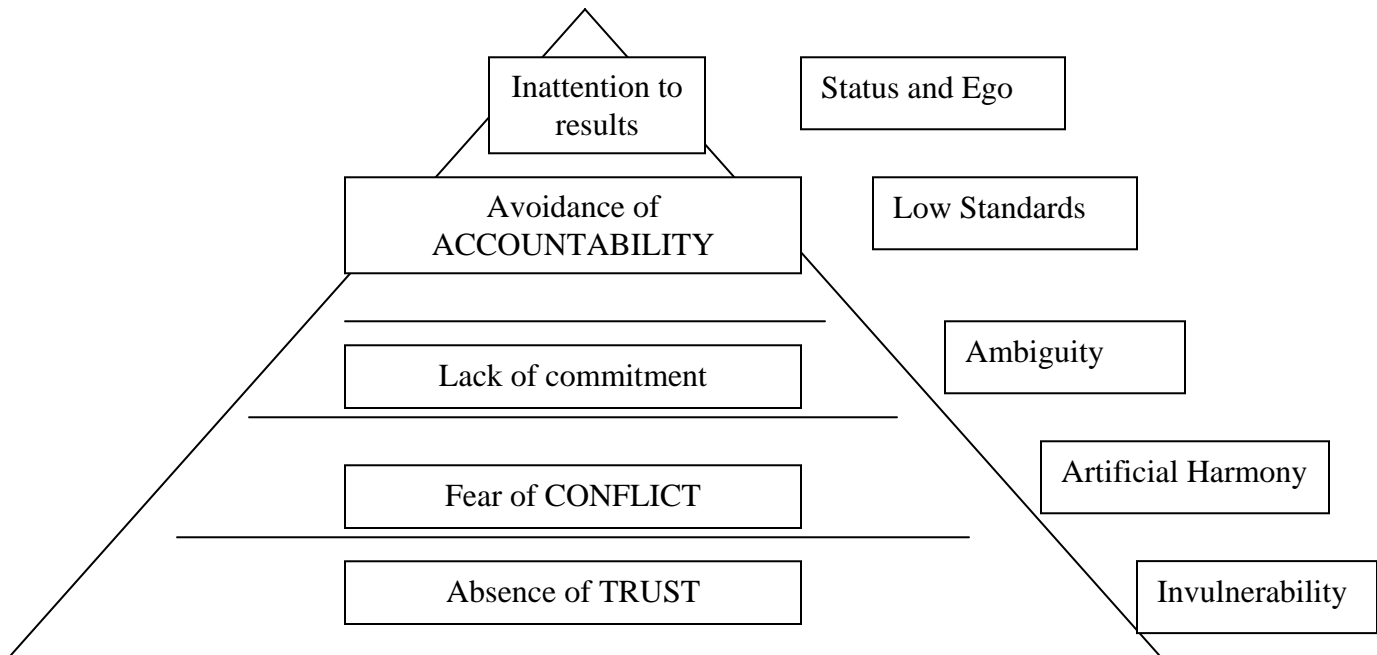 Inattention to
results
Status and Ego
Avoidance of
ACCOUNTABILITY
Low Standards
Ambiguity
Lack of commitment
Artificial Harmony
Fear of CONFLICT
Absence of TRUST
Invulnerability